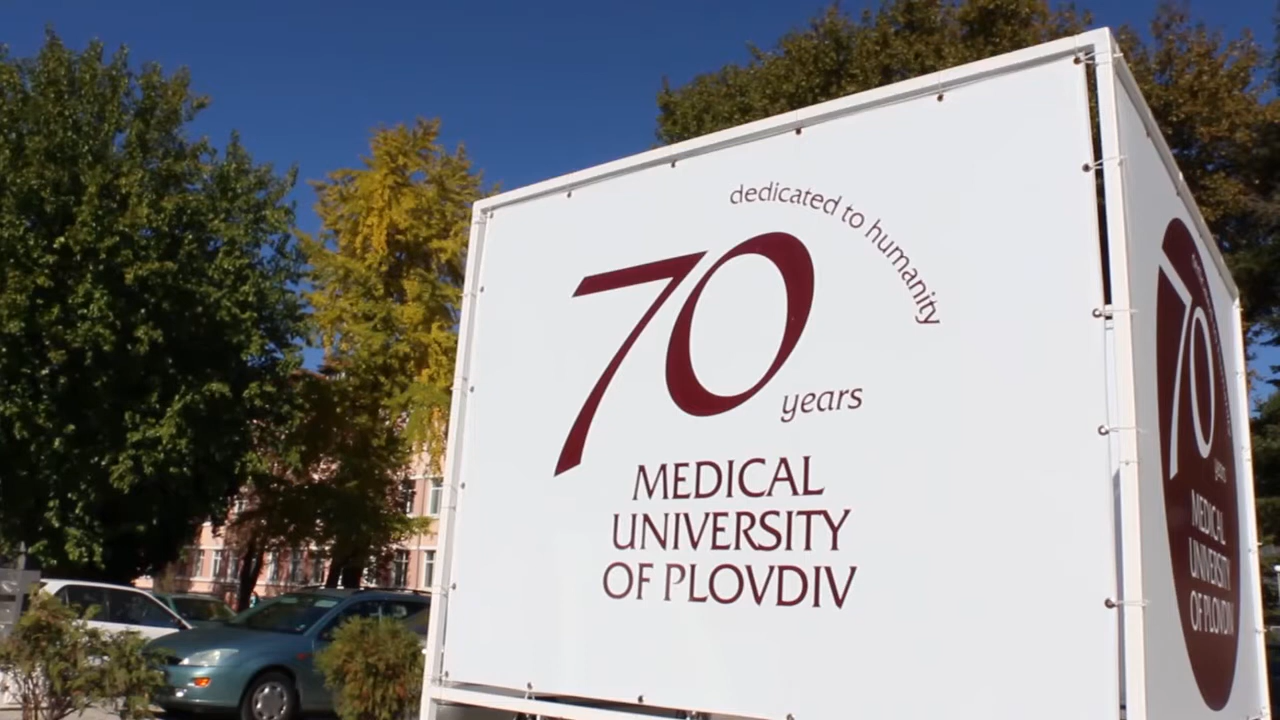 dedicated to humanity
70
years
MEDICAL
UNIVERSITY
OF PLOVDIV
70
years
MEDICAL
UNIVERSITY
OF PLOVDIV